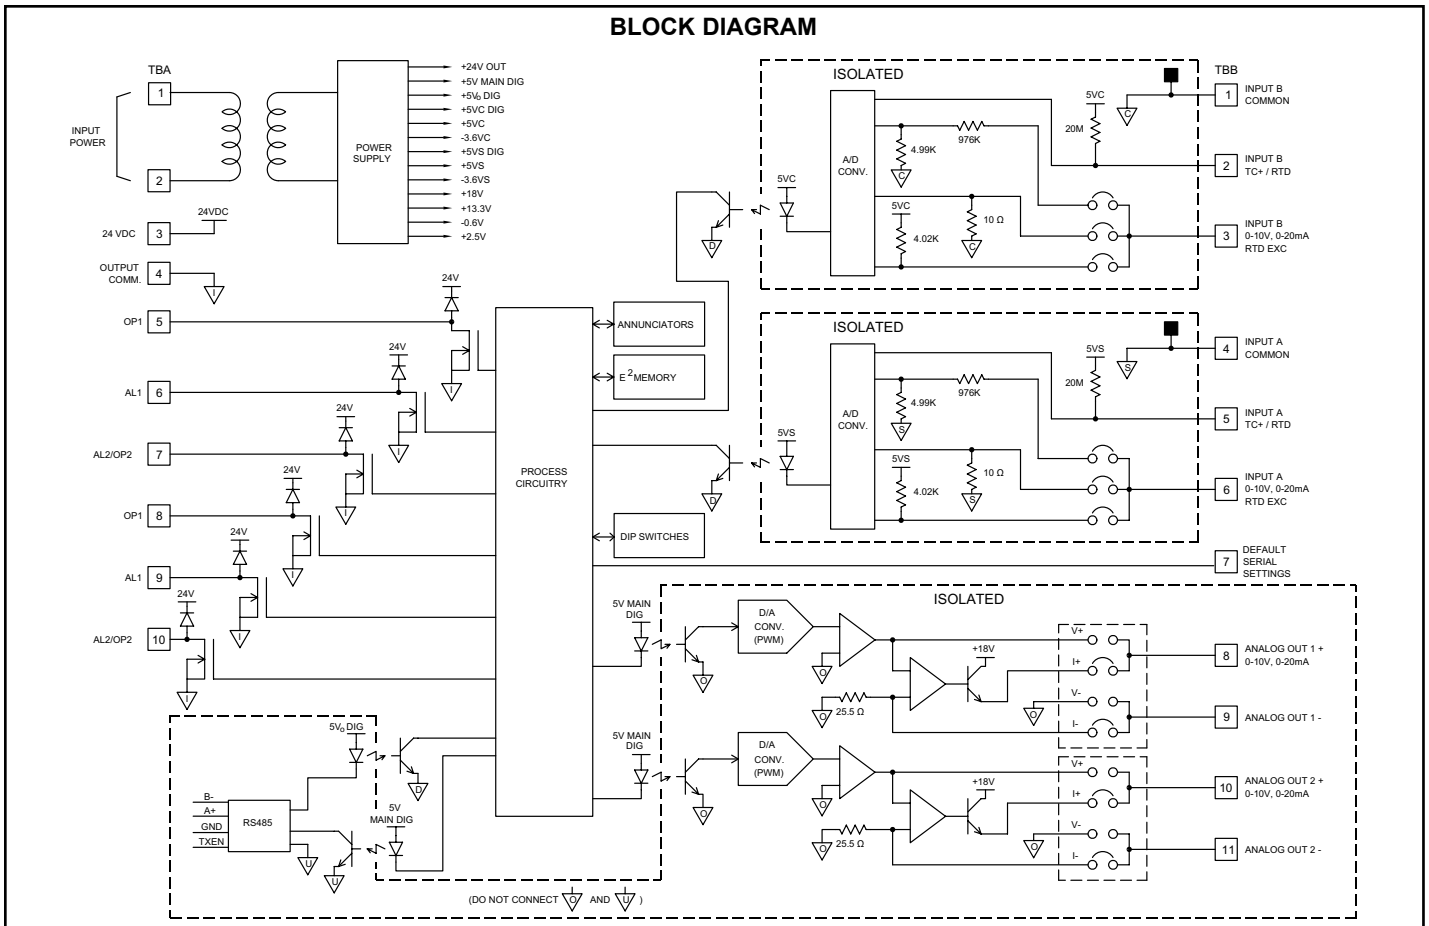 BLOCK DIAGRAM
TBA
1
INPUT
POWER
2
24VDC
24 VDC
3
OUTPUT
COMM.
4
I
POWER
SUPPLY
+24V OUT
+5V MAIN DIG
+5VO DIG
+5VC DIG
+5VC
-3.6VC
+5VS DIG
+5VS
-3.6VS
+18V
+13.3V
-0.6V
+2.5V
24V
OP1
5
I
24V
AL1
6
I
24V
AL2/OP2
7
I
24V
OP1
8
I
24V
AL1
9
I
24V
AL2/OP2
10
I
PROCESS
CIRCUITRY
ANNUNCIATORS
E2MEMORY
DIP SWITCHES
ISOLATED
TBB
A/D
CONV.
4.99K
C
976K
5VC
20M
C
1
INPUT B
COMMON
2
INPUT B
TC+ / RTD
D
5VC
5VC
4.02K
10 Ω
C
3
INPUT B
0-10V, 0-20mA
RTD EXC
ISOLATED
A/D
CONV.
4.99K
S
976K
5VS
20M
S
4
INPUT A
COMMON
5
INPUT A
TC+ / RTD
D
5VS
5VS
4.02K
10 Ω
S
6
INPUT A
0-10V, 0-20mA
RTD EXC
7
DEFAULT
SERIAL
SETTINGS
ISOLATED
5V MAIN
DIG
O
D/A
CONV.
(PWM)
O
O
25.5 Ω
+18V
V+
I+
V-
O
I-
8
ANALOG OUT 1 +
0-10V, 0-20mA
9
ANALOG OUT 1 -
5V MAIN
DIG
O
D/A
CONV.
(PWM)
O
O
25.5 Ω
+18V
V+
I+
V-
O
I-
10
ANALOG OUT 2 +
0-10V, 0-20mA
11
ANALOG OUT 2 -
5VO DIG
D
B-
A+
GND
TXEN
RS485
U
U
5V
MAIN DIG
(DO NOT CONNECT O AND U )